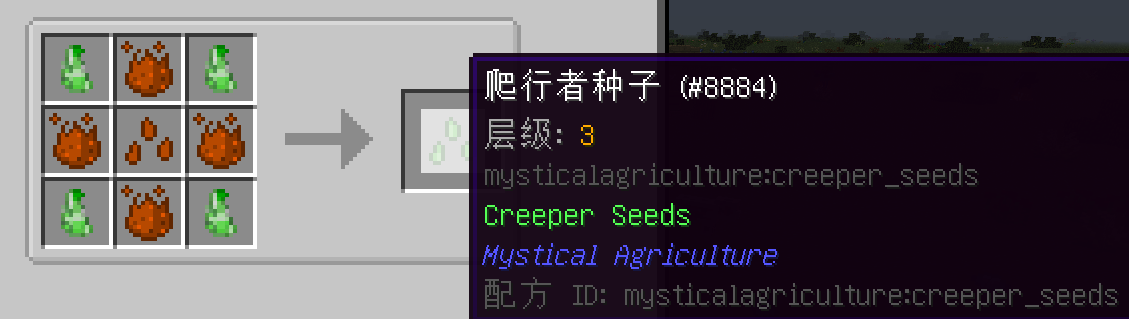 爬行者种子 (#8884)
层级: 3
mysticalagriculture:creeper_seeds
Creeper Seeds
Mystical Agriculture
配方 ID: mysticalagriculture:creeper_seeds